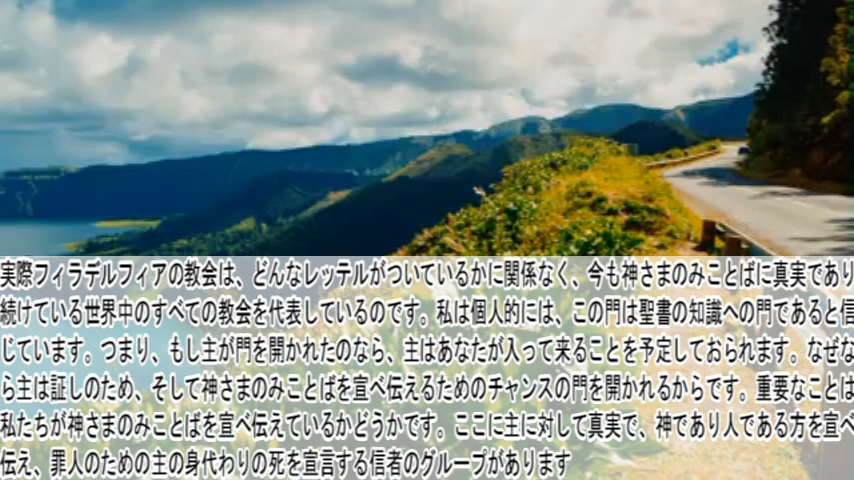 実際フィラデルフィアの教会は、どんなレッテルがついているかに関係なく、今も神さまのみことばに真実であり
続けている世界中のすべての教会を代表しているのです。私は個人的には、この門は聖書の知識への門であると信
じています。つまり、もし主が門を開かれたのなら、主はあなたが入って来ることを予定しておられます。なぜな
ら主は証しのため、そして神さまのみことばを宣べ伝えるためのチャンスの門を開かれるからです。重要なことは
私たちが神さまのみことばを宣べ伝えているかどうかです。ここに主に対して真実で、神であり人である方を宣べ
伝え、罪人のための主の身代わりの死を宣言する信者のグループがあります